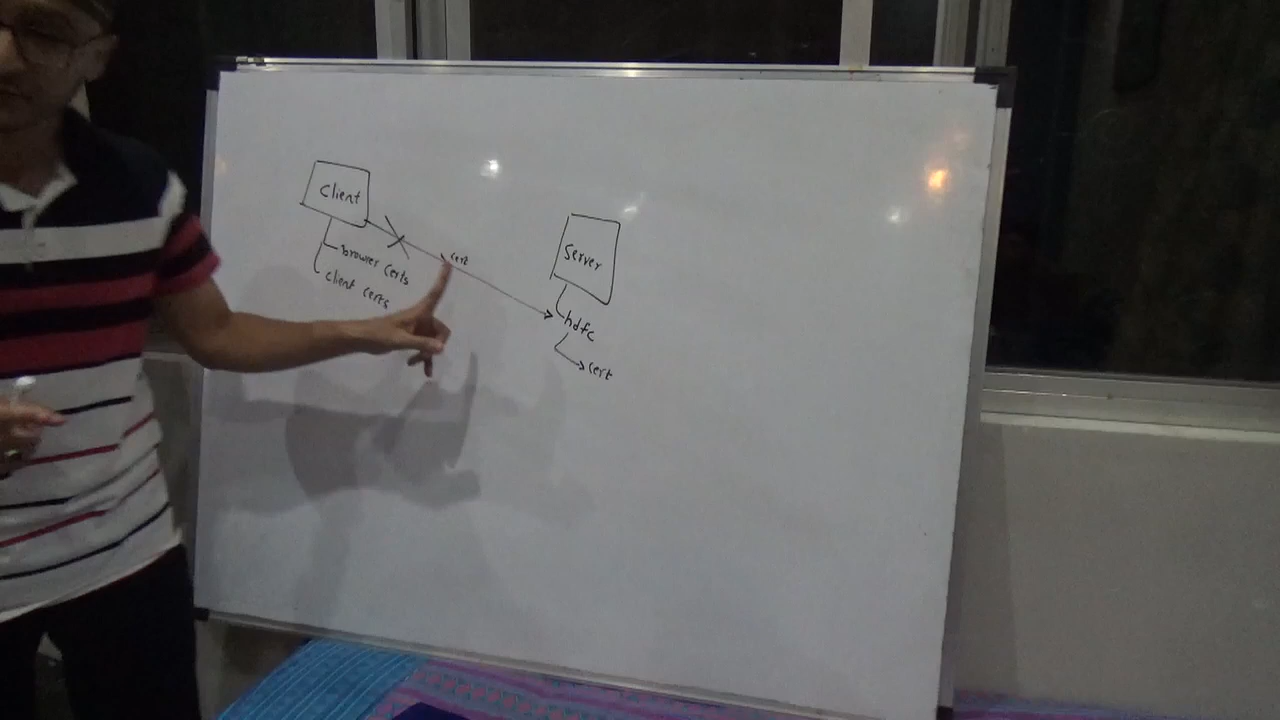 Client
browser certs
client certs
cert
Server
hdfc
cert